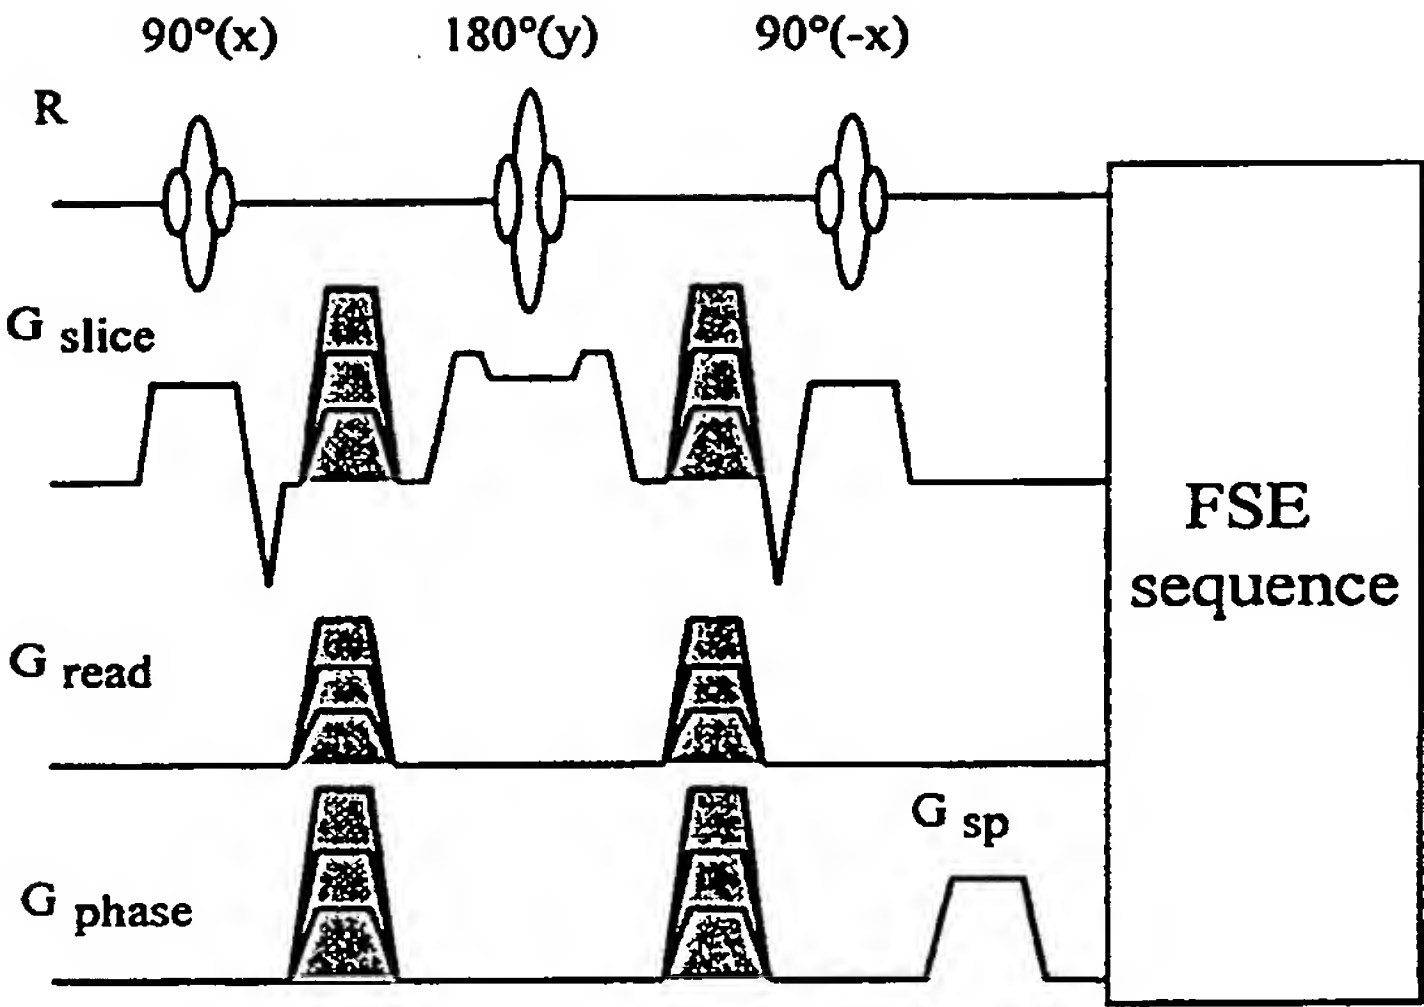 90°(x) 180°(y) 90°(-x)
R
G slice
FSE
sequence
G read
G sp
G phase